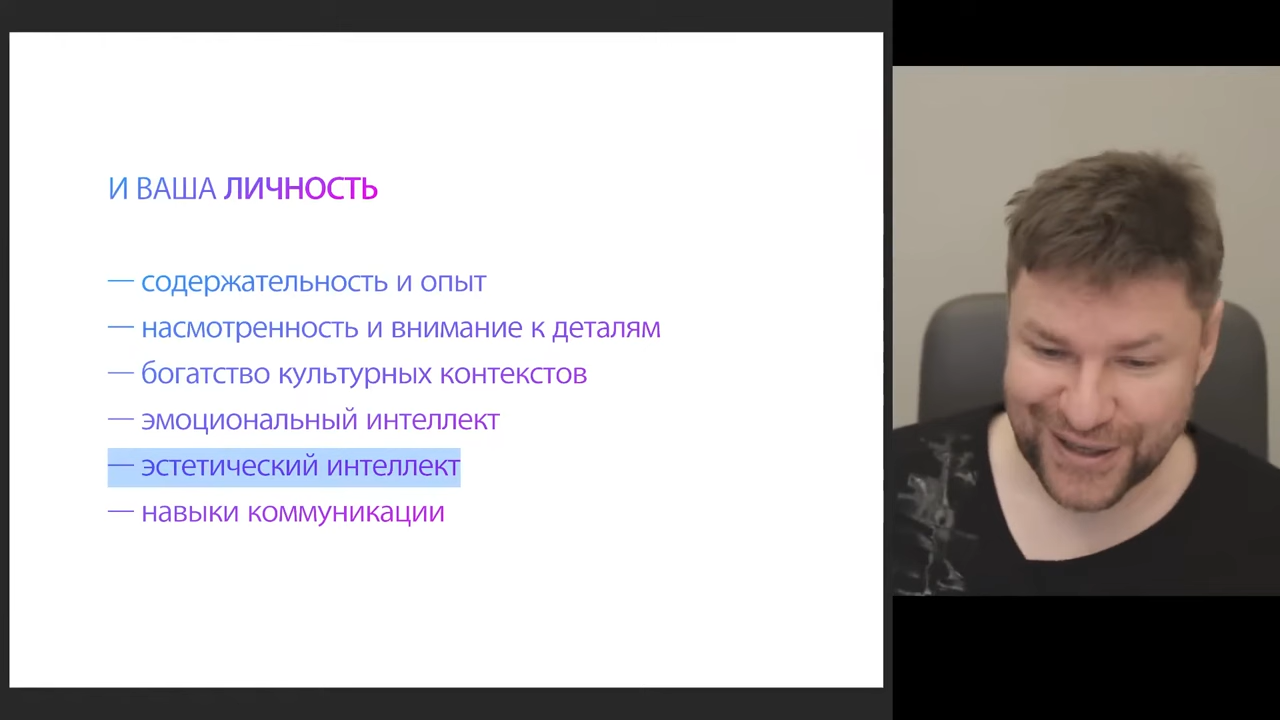 И ВАША ЛИЧНОСТЬ
— содержательность и опыт
— насмотренность и внимание к деталям
— богатство культурных контекстов
— эмоциональный интеллект
— эстетический интеллект
— навыки коммуникации